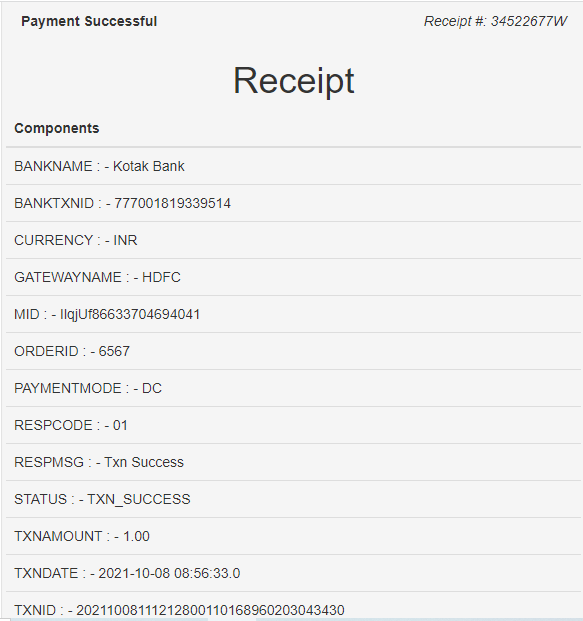 Payment Successful
Receipt #: 34522677W
Receipt
Components
BANKNAME : - Kotak Bank
BANKTXNID : - 777001819339514
CURRENCY : - INR
GATEWAYNAME : - HDFC
MID : - IlqjUf86633704694041
ORDERID : - 6567
PAYMENTMODE : - DC
RESPCODE : - 01
RESPMSG : - Txn Success
STATUS : - TXN_SUCCESS
TXNAMOUNT : - 1.00
TXNDATE : - 2021-10-08 08:56:33.0
TXNID : - 20211008111212800110168960203043430